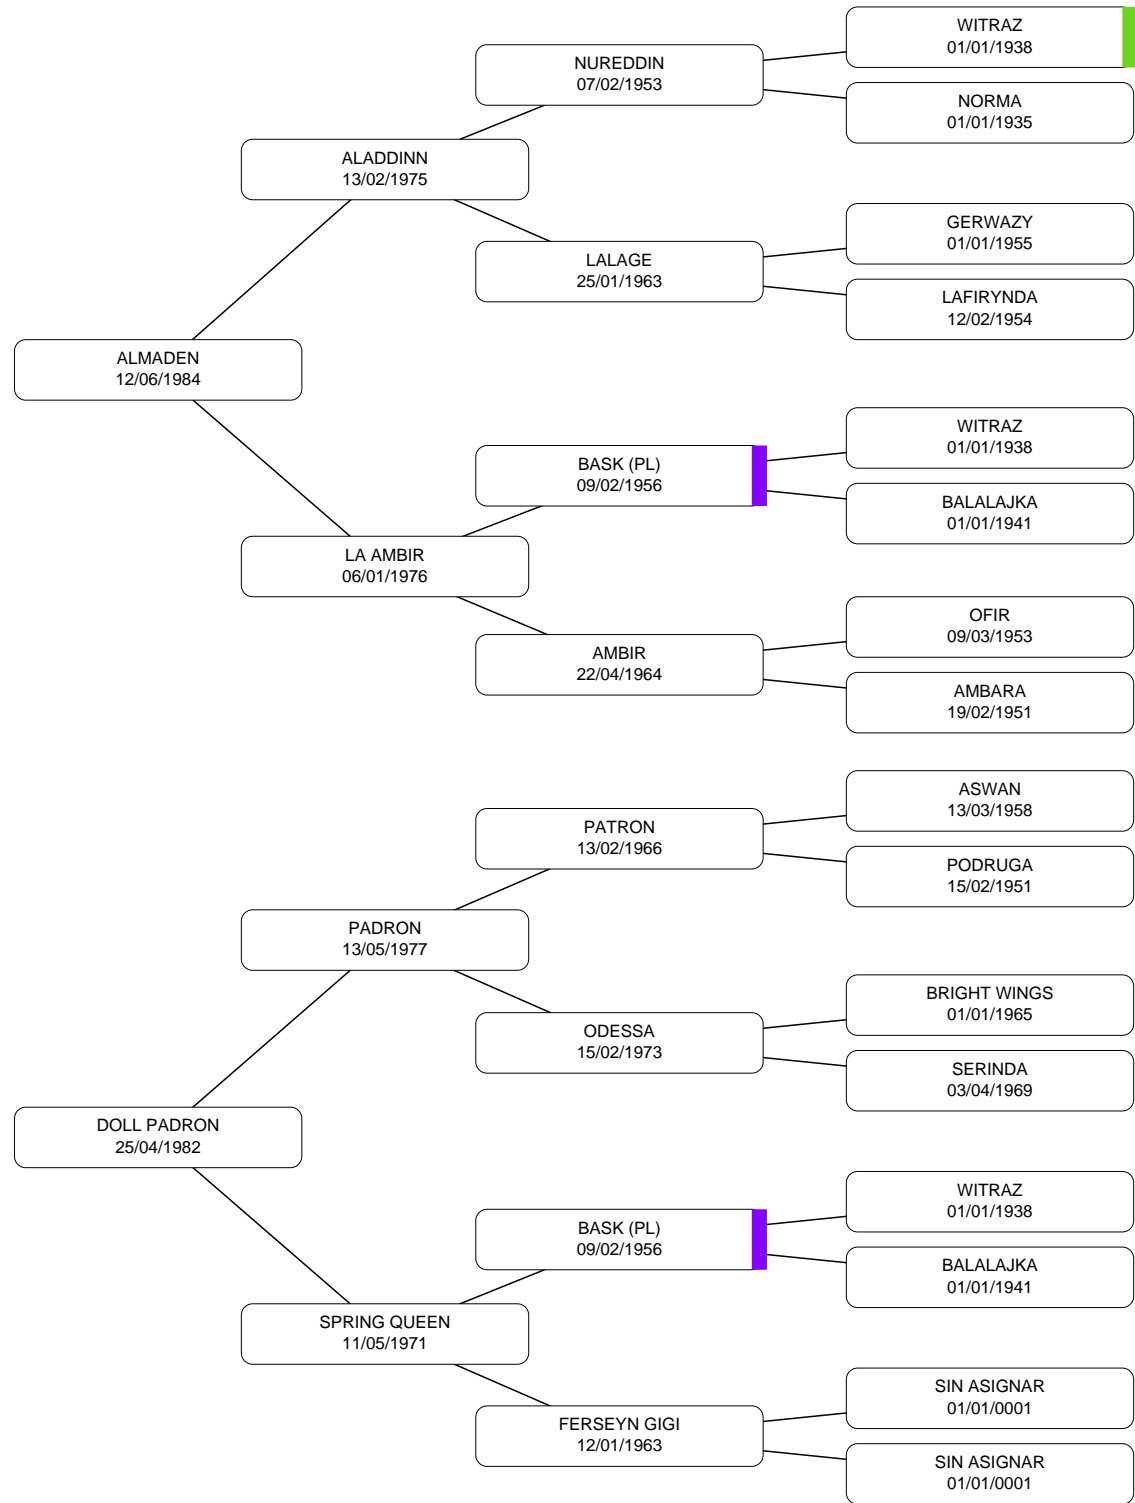 WITRAZ
01/01/1938
NUREDDIN
07/02/1953
NORMA
01/01/1935
ALADDINN
13/02/1975
GERWAZY
01/01/1955
LALAGE
25/01/1963
LAFIRYNDA
12/02/1954
ALMADEN
12/06/1984
WITRAZ
01/01/1938
BASK (PL)
09/02/1956
BALALAJKA
01/01/1941
LA AMBIR
06/01/1976
OFIR
09/03/1953
AMBIR
22/04/1964
AMBARA
19/02/1951
ASWAN
13/03/1958
PATRON
13/02/1966
PODRUGA
15/02/1951
PADRON
13/05/1977
BRIGHT WINGS
01/01/1965
ODESSA
15/02/1973
SERINDA
03/04/1969
DOLL PADRON
25/04/1982
WITRAZ
01/01/1938
BASK (PL)
09/02/1956
BALALAJKA
01/01/1941
SPRING QUEEN
11/05/1971
SIN ASIGNAR
01/01/0001
FERSEYN GIGI
12/01/1963
SIN ASIGNAR
01/01/0001